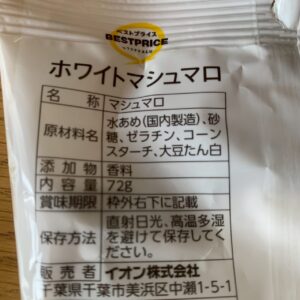 ベストプライス
BESTPRICE
ホワイトマシュマロ
名称 マシュマロ
原材料名 水あめ(国内製造)、砂
糖、ゼラチン、コーン
スターチ、大豆たん白
添加物 香料
内容量 72g
賞味期限 枠外右下に記載
保存方法 直射日光、高温多湿
を避けて保存してく
ださい。
販売者 イオン株式会社
千葉県千葉市美浜区中瀬1-5-1